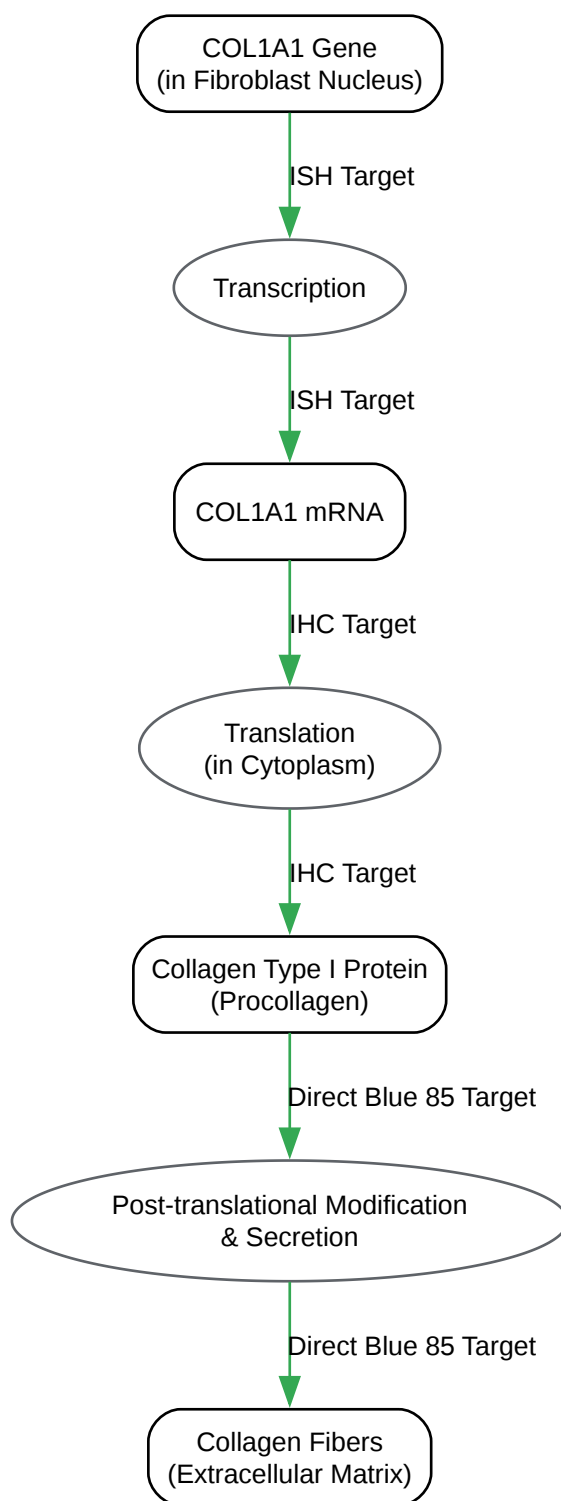 COL1A1 Gene
(in Fibroblast Nucleus)
ISH Target
Transcription
ISH Target
COL1A1 mRNA
IHC Target
Translation
(in Cytoplasm)
IHC Target
Collagen Type I Protein
(Procollagen)
Direct Blue 85 Target
Post-translational Modification
& Secretion
Direct Blue 85 Target
Collagen Fibers
(Extracellular Matrix)